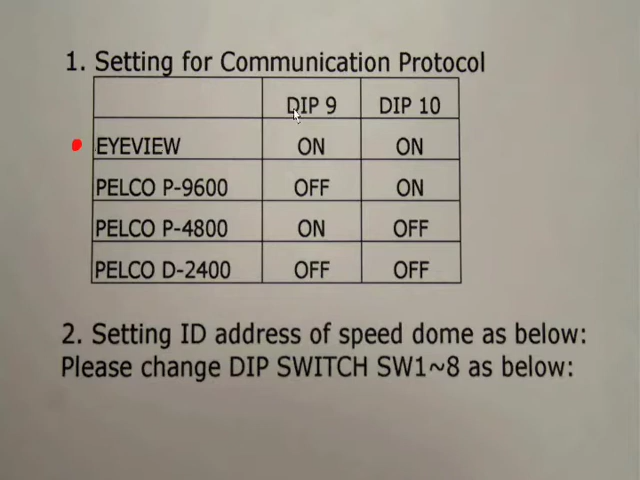 1. Setting for Communication Protocol
DIP 9 DIP 10
EYEVIEW ON ON
PELCO P-9600 OFF ON
PELCO P-4800 ON OFF
PELCO D-2400 OFF OFF
2. Setting ID address of speed dome as below:
Please change DIP SWITCH SW1~8 as below: